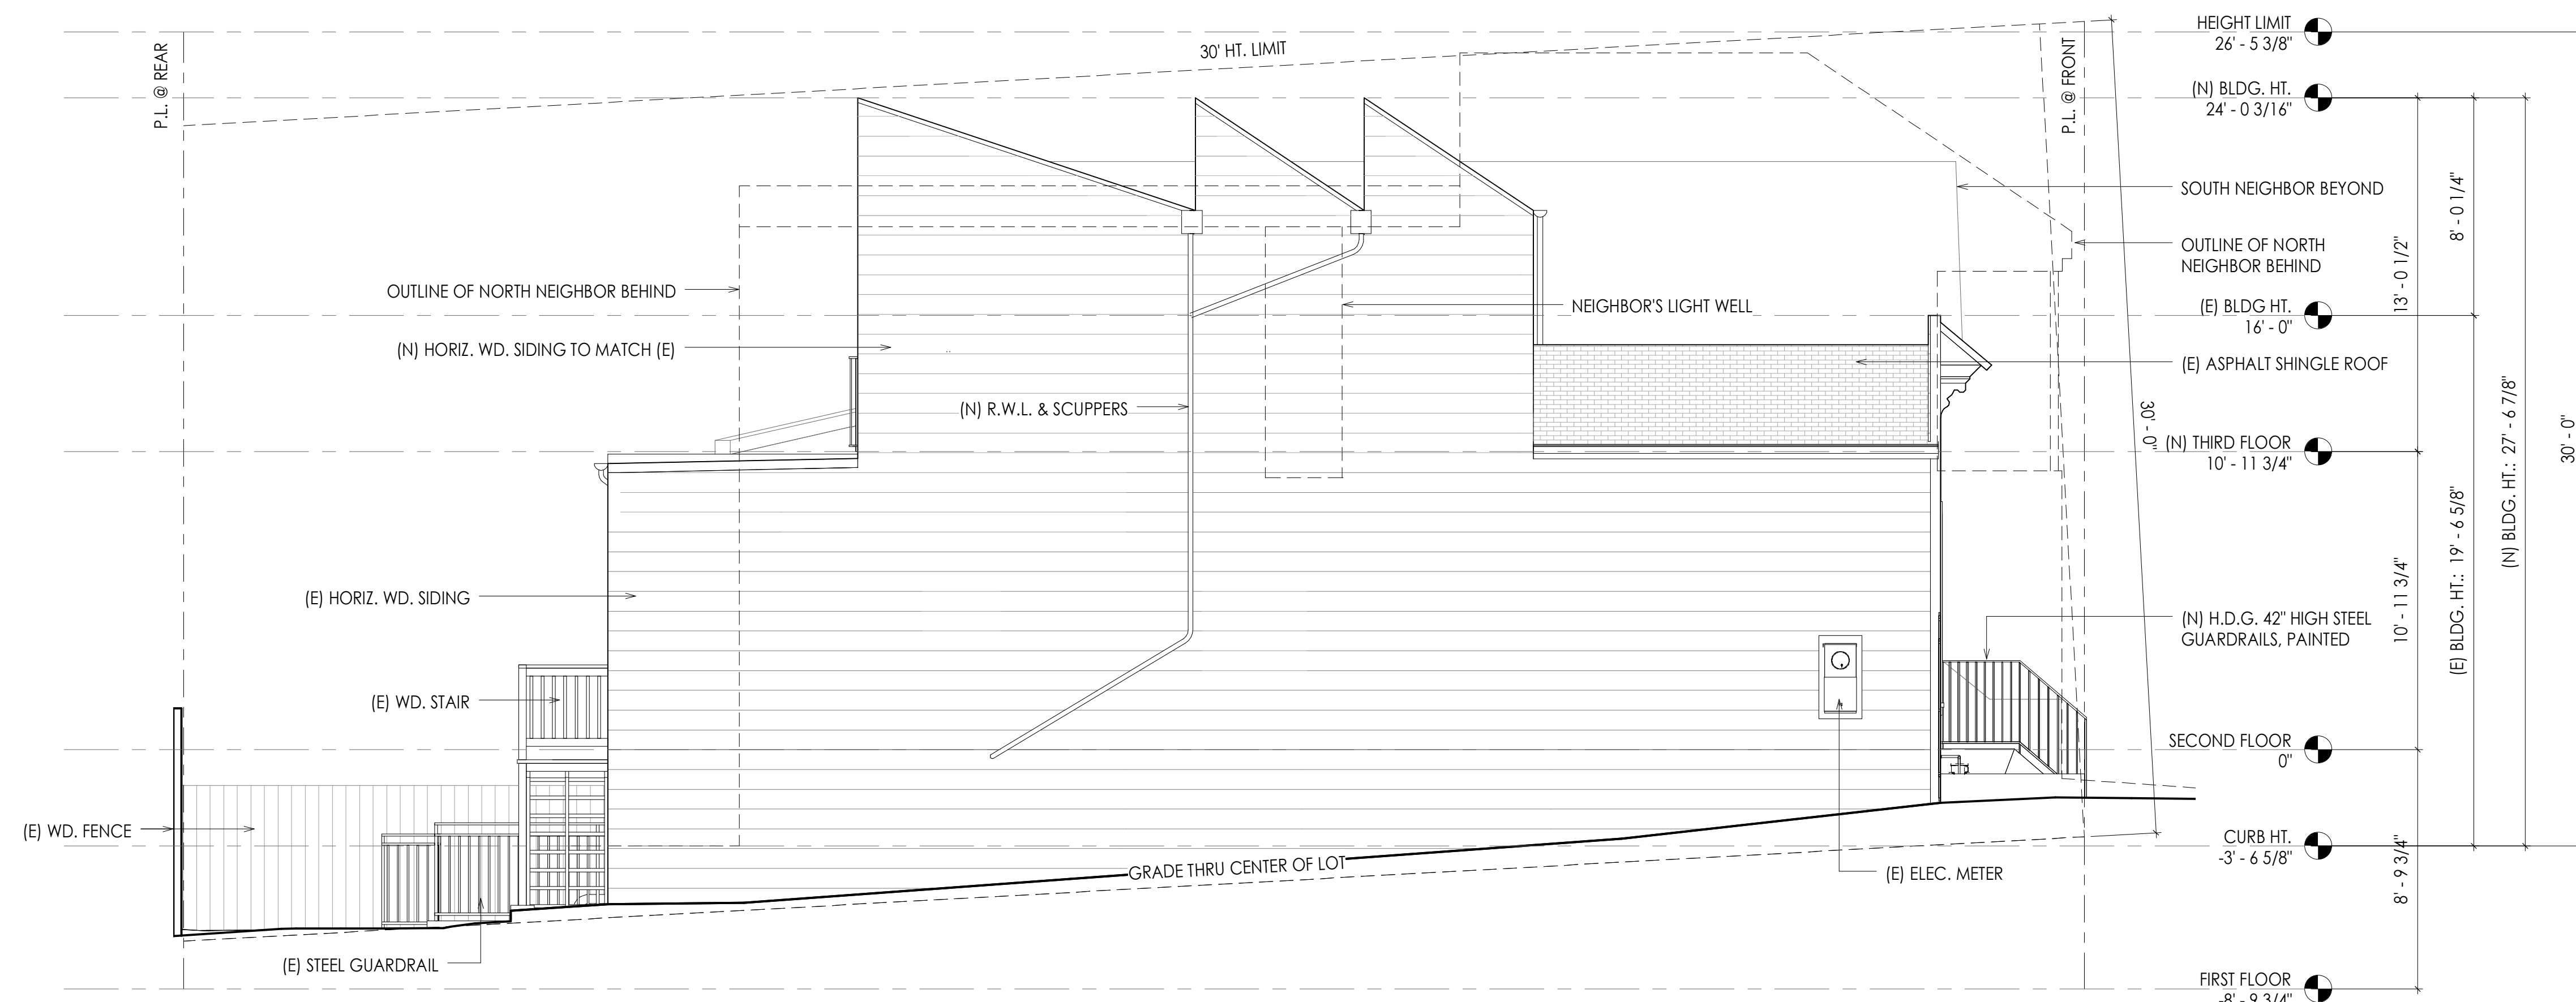 HEIGHT LIMIT
26' - 5 3/8"
30' HT. LIMIT
P.L. @ REAR
P.L. @ FRONT
(N) BLDG. HT.
24' - 0 3/16"
SOUTH NEIGHBOR BEYOND
8' - 0 1/4"
13' - 0 1/2"
OUTLINE OF NORTH
NEIGHBOR BEHIND
OUTLINE OF NORTH NEIGHBOR BEHIND
NEIGHBOR'S LIGHT WELL
(E) BLDG HT.
16' - 0"
(N) HORIZ. WD. SIDING TO MATCH (E)
(E) ASPHALT SHINGLE ROOF
(N) R.W.L. & SCUPPERS
30' - 0"
(N) THIRD FLOOR
10' - 11 3/4"
(N) BLDG. HT.: 27' - 6 7/8"
30' - 0"
(E) BLDG. HT.: 19' - 6 5/8"
10' - 11 3/4"
(E) HORIZ. WD. SIDING
(N) H.D.G. 42" HIGH STEEL
GUARDRAILS, PAINTED
(E) WD. STAIR
SECOND FLOOR
0"
(E) WD. FENCE
CURB HT.
-3' - 6 5/8"
8' - 9 3/4"
GRADE THRU CENTER OF LOT
(E) ELEC. METER
(E) STEEL GUARDRAIL
FIRST FLOOR
-8' - 9 3/4"